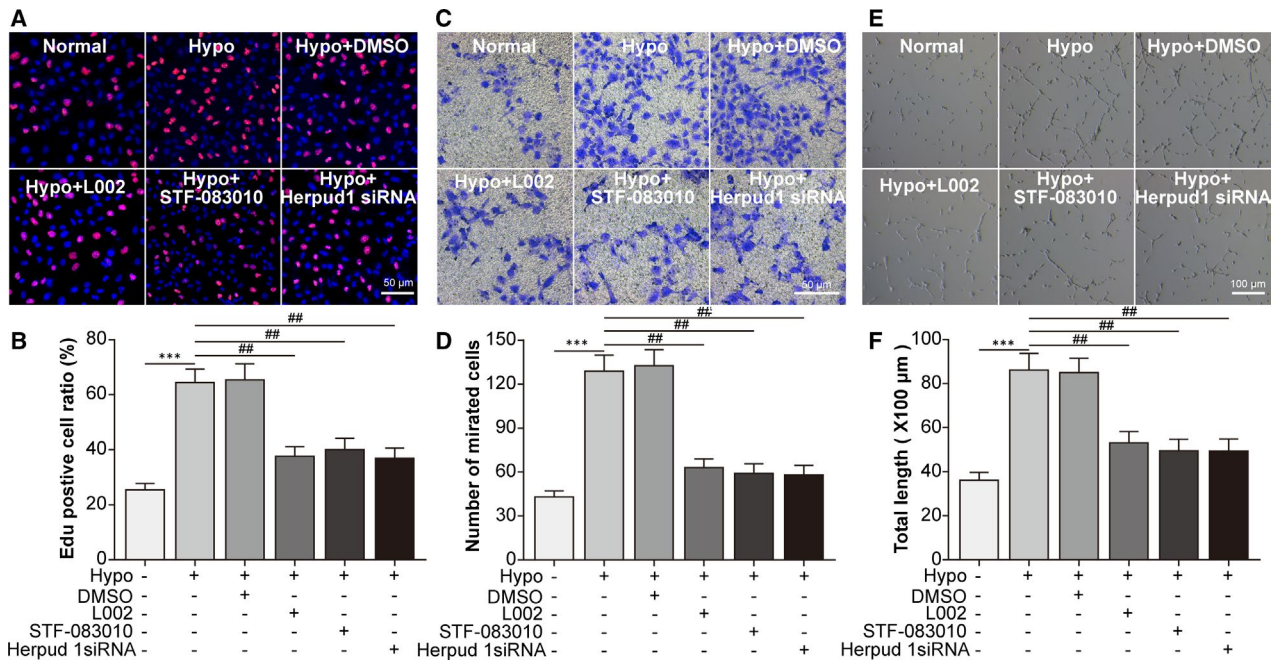 A
Normal
Hypo
Hypo+DMSO
Hypo+L002
Hypo+
STF-083010
Hypo+
Herpud1 siRNA
50 µm
C
Normal
Hypo
Hypo+DMSO
Hypo+L002
Hypo+
STF-083010
Hypo+
Herpud1 siRNA
50 µm
E
Normal
Hypo
Hypo+DMSO
Hypo+L002
Hypo+
STF-083010
Hypo+
Herpud1 siRNA
100 µm
B
Edu postive cell ratio (%)
80
60
40
20
0
***
##
##
##
Hypo - + + + + +
DMSO - - + - - -
L002 - - - + - -
STF-083010 - - - - + -
Herpud 1siRNA - - - - - +
D
Number of mirated cells
150
120
90
60
30
0
***
##
##
##
Hypo - + + + + +
DMSO - - + - - -
L002 - - - + - -
STF-083010 - - - - + -
Herpud 1siRNA - - - - - +
F
Total length ( X100 µm)
100
80
60
40
20
0
***
##
##
##
Hypo - + + + + +
DMSO - - + - - -
L002 - - - + - -
STF-083010 - - - - + -
Herpud 1siRNA - - - - - +